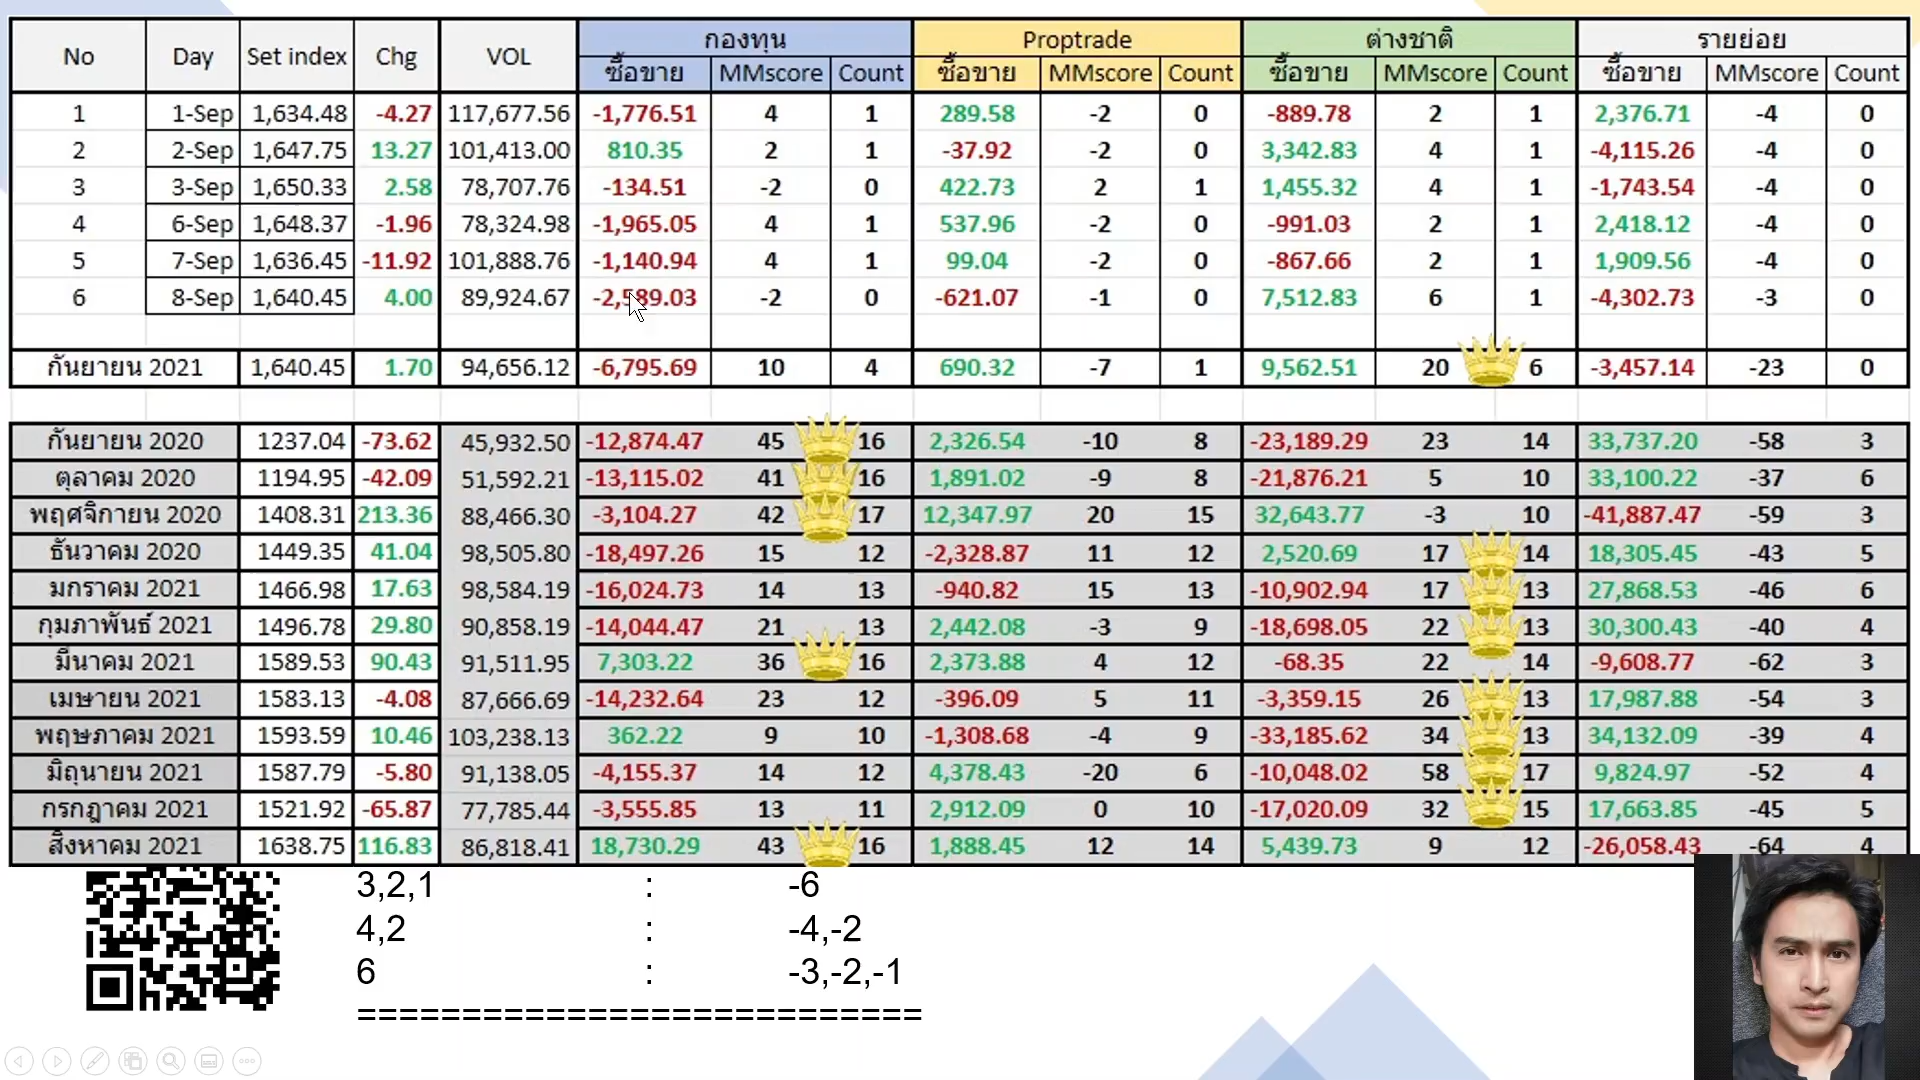 No Day Set index Chg VOL กองทุน Proptrade ต่างชาติ รายย่อย
ซื้อขาย MMscore Count ซื้อขาย MMscore Count ซื้อขาย MMscore Count ซื้อขาย MMscore Count
1 1-Sep 1,634.48 -4.27 117,677.56 -1,776.51 4 1 289.58 -2 0 -889.78 2 1 2,376.71 -4 0
2 2-Sep 1,647.75 13.27 101,413.00 810.35 2 1 -37.92 -2 0 3,342.83 4 1 -4,115.26 -4 0
3 3-Sep 1,650.33 2.58 78,707.76 -134.51 -2 0 422.73 2 1 1,455.32 4 1 -1,743.54 -4 0
4 6-Sep 1,648.37 -1.96 78,324.98 -1,965.05 4 1 537.96 -2 0 -991.03 2 1 2,418.12 -4 0
5 7-Sep 1,636.45 -11.92 101,888.76 -1,140.94 4 1 99.04 -2 0 -867.66 2 1 1,909.56 -4 0
6 8-Sep 1,640.45 4.00 89,924.67 -2,589.03 -2 0 -621.07 -1 0 7,512.83 6 1 -4,302.73 -3 0
กันยายน 2021 1,640.45 1.70 94,656.12 -6,795.69 10 4 690.32 -7 1 9,562.51 20 6 -3,457.14 -23 0
กันยายน 2020 1237.04 -73.62 45,932.50 -12,874.47 45 16 2,326.54 -10 8 -23,189.29 23 14 33,737.20 -58 3
ตุลาคม 2020 1194.95 -42.09 51,592.21 -13,115.02 41 16 1,891.02 -9 8 -21,876.21 5 10 33,100.22 -37 6
พฤศจิกายน 2020 1408.31 213.36 88,466.30 -3,104.27 42 17 12,347.97 20 15 32,643.77 -3 10 -41,887.47 -59 3
ธันวาคม 2020 1449.35 41.04 98,505.80 -18,497.26 15 12 -2,328.87 11 12 2,520.69 17 14 18,305.45 -43 5
มกราคม 2021 1466.98 17.63 98,584.19 -16,024.73 14 13 -940.82 15 13 -10,902.94 17 13 27,868.53 -46 6
กุมภาพันธ์ 2021 1496.78 29.80 90,858.19 -14,044.47 21 13 2,442.08 -3 9 -18,698.05 22 13 30,300.43 -40 4
มีนาคม 2021 1589.53 90.43 91,511.95 7,303.22 36 16 2,373.88 4 12 -68.35 22 14 -9,608.77 -62 3
เมษายน 2021 1583.13 -4.08 87,666.69 -14,232.64 23 12 -396.09 5 11 -3,359.15 26 13 17,987.88 -54 3
พฤษภาคม 2021 1593.59 10.46 103,238.13 362.22 9 10 -1,308.68 -4 9 -33,185.62 34 13 34,132.09 -39 4
มิถุนายน 2021 1587.79 -5.80 91,138.05 -4,155.37 14 12 4,378.43 -20 6 -10,048.02 58 17 9,824.97 -52 4
กรกฎาคม 2021 1521.92 -65.87 77,785.44 -3,555.85 13 11 2,912.09 0 10 -17,020.09 32 15 17,663.85 -45 5
สิงหาคม 2021 1638.75 116.83 86,818.41 18,730.29 43 16 1,888.45 12 14 5,439.73 9 12 -26,058.43 -64 4
3,2,1 : -6
4,2 : -4,-2
6 : -3,-2,-1
===========================